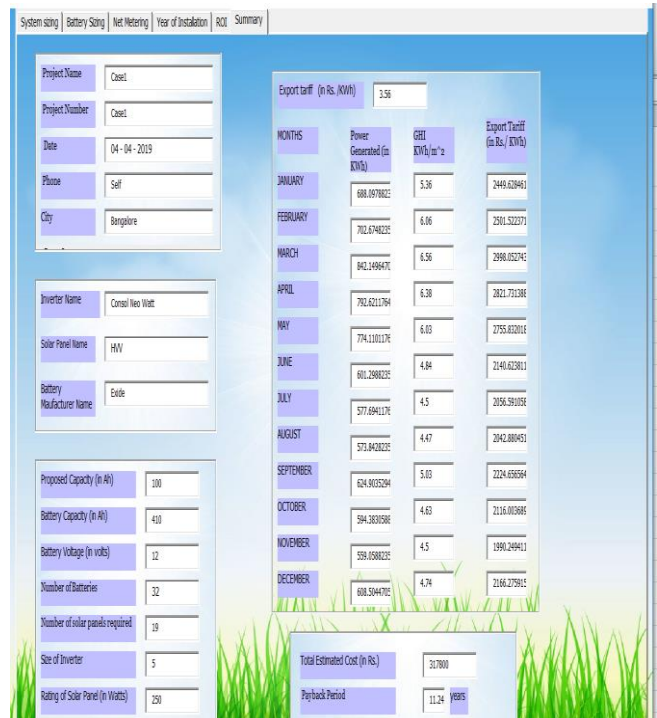 System sizing Battery Sizing Net Metering Year of Installation ROI Summary
Project Name Case1
Project Number Case1
Date 04 - 04 - 2019
Phone Self
City Bangalore
Inverter Name Consol Neo Watt
Solar Panel Name HVV
Battery
Maufacturer Name Exide
Proposed Capacity (in Ah) 100
Battery Capacity (in Ah) 410
Battery Voltage (in volts) 12
Number of Batteries 32
Number of solar panels required 19
Size of Inverter 5
Rating of Solar Panel (in Watts) 250
Export tariff (in Rs. /KWh) 3.56
MONTHS Power
Generated (in
KWh) GHI
KWh/m^2 Export Tariff
(in Rs./ KWh)
JANUARY 688.0978823 5.36 2449.628461
FEBRUARY 702.6748235 6.06 2501.522371
MARCH 842.1496470 6.56 2998.052743
APRIL 792.6211764 6.38 2821.731388
MAY 774.1101176 6.03 2755.832018
JUNE 601.2988235 4.84 2140.623811
JULY 577.6941176 4.5 2056.591058
AUGUST 573.8428235 4.47 2042.880451
SEPTEMBER 624.9035294 5.03 2224.656564
OCTOBER 594.3830588 4.63 2116.003689
NOVEMBER 559.0588235 4.5 1990.249411
DECEMBER 608.5044705 4.74 2166.275915
Total Estimated Cost (in Rs.) 317800
Payback Period 11.24 years